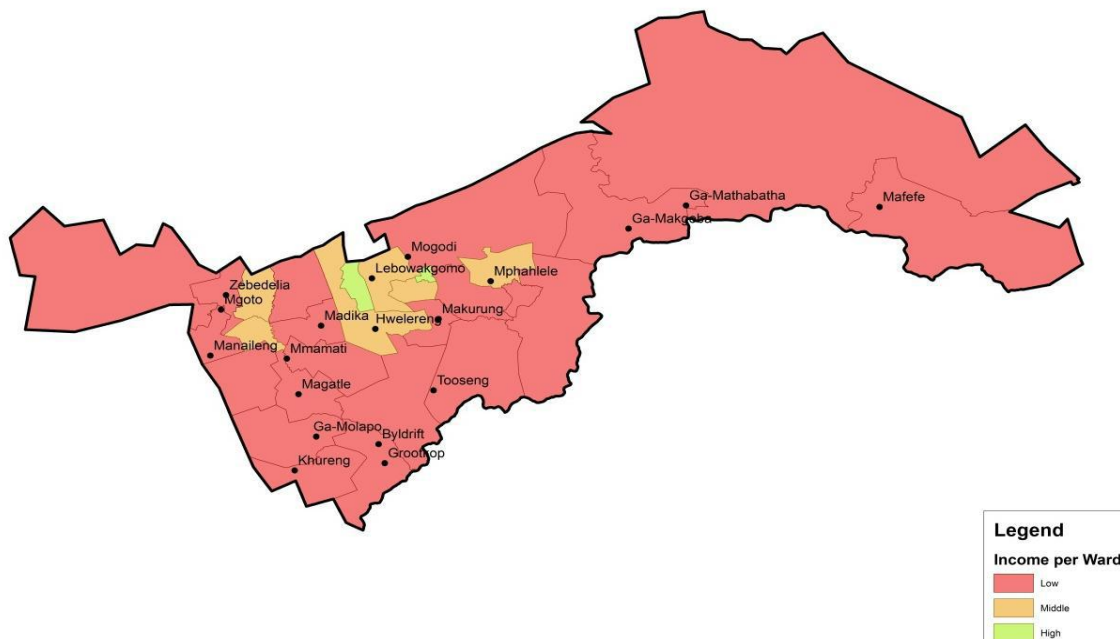 Ga-Mathabatha
Mafefe
Ga-Makgoba
Mogodi
Lebowakgomo
Mphahlele
Zebedelia
Mgoto
Madika
Hwelereng
Makurung
Manaileng
Mmamati
Magatle
Tooseng
Ga-Molapo
Byldrift
Khureng
Grootkop
Legend
Income per Ward
Low
Middle
High